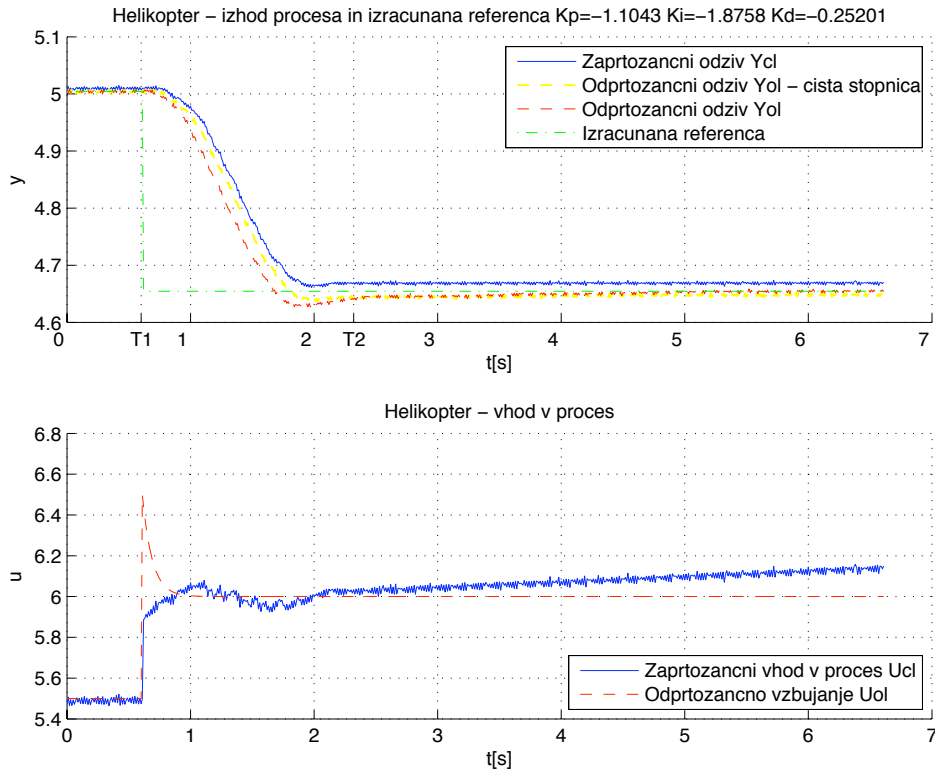 Helikopter − izhod procesa in izracunana referenca Kp=−1.1043 Ki=−1.8758 Kd=−0.25201
5.1
5
4.9
4.8
4.7
4.6
y
Zaprtozancni odziv Ycl
Odprtozancni odziv Yol − cista stopnica
Odprtozancni odziv Yol
Izracunana referenca
0 T1 1 2 T2 3 4 5 6 7
t[s]
Helikopter − vhod v proces
6.8
6.6
6.4
6.2
6
5.8
5.6
5.4
u
Zaprtozancni vhod v proces Ucl
Odprtozancno vzbujanje Uol
0 1 2 3 4 5 6 7
t[s]